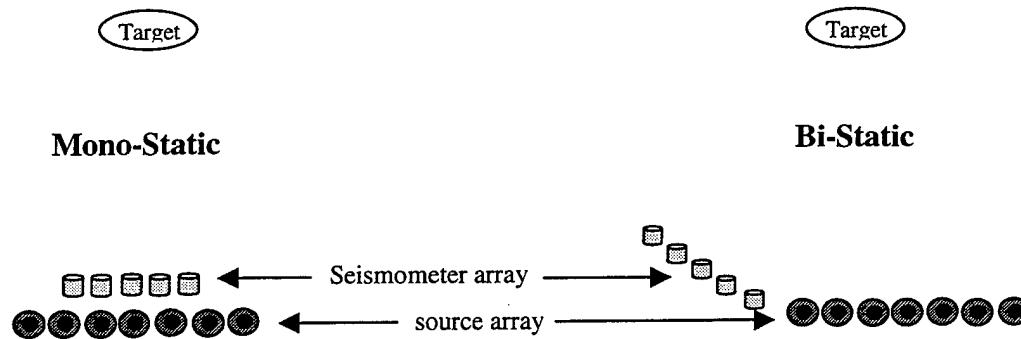 Target
Target
Mono-Static
Bi-Static
Seismometer array
source array